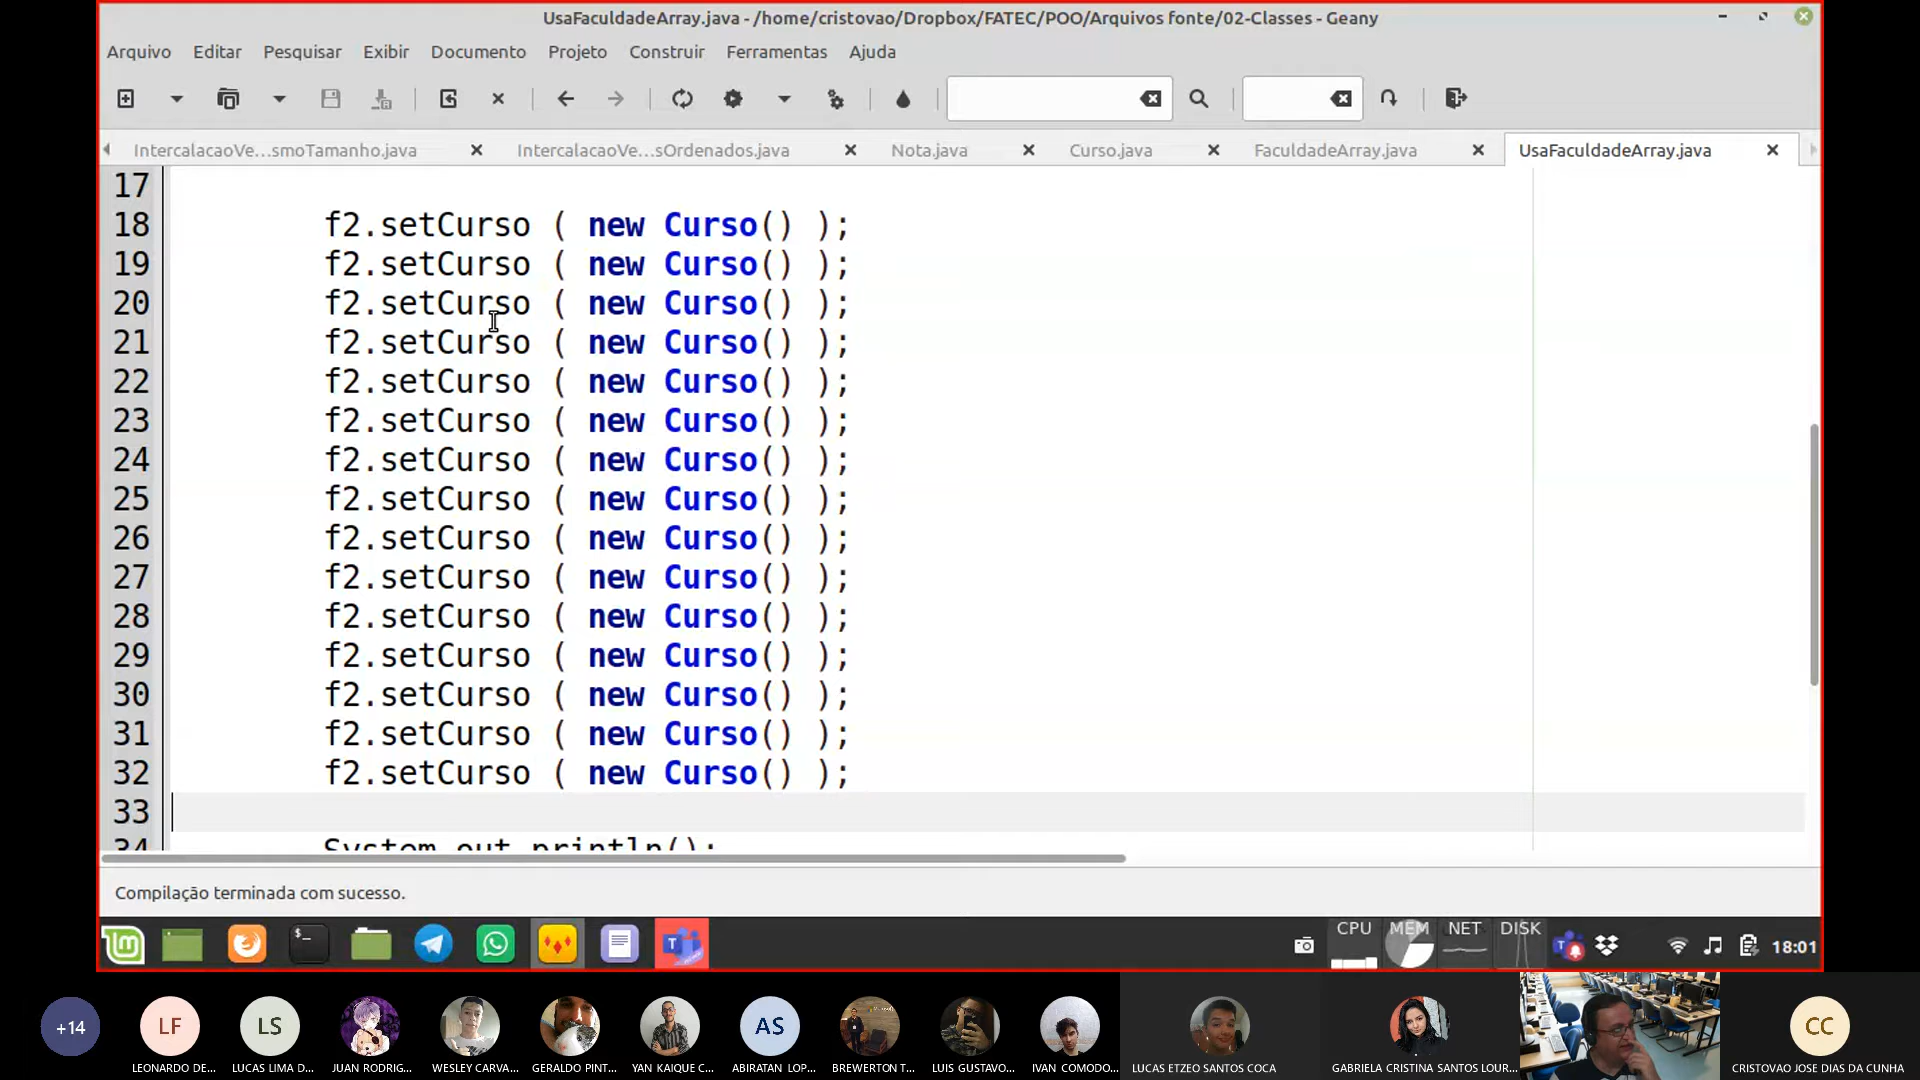 UsaFaculdadeArray.java - /home/cristovao/Dropbox/FATEC/POO/Arquivos fonte/02-Classes - Geany
Arquivo Editar Pesquisar Exibir Documento Projeto Construir Ferramentas Ajuda
IntercalacaoVe...smoTamanho.java IntercalacaoVe...sOrdenados.java Nota.java Curso.java FaculdadeArray.java UsaFaculdadeArray.java
17
18 f2.setCurso ( new Curso() );
19 f2.setCurso ( new Curso() );
20 f2.setCurso ( new Curso() );
21 f2.setCurso ( new Curso() );
22 f2.setCurso ( new Curso() );
23 f2.setCurso ( new Curso() );
24 f2.setCurso ( new Curso() );
25 f2.setCurso ( new Curso() );
26 f2.setCurso ( new Curso() );
27 f2.setCurso ( new Curso() );
28 f2.setCurso ( new Curso() );
29 f2.setCurso ( new Curso() );
30 f2.setCurso ( new Curso() );
31 f2.setCurso ( new Curso() );
32 f2.setCurso ( new Curso() );
33
34 System.out.println();
Compilação terminada com sucesso.
CPU MEM NET DISK
18:01
+14 LF LS AS CC
LEONARDO DE... LUCAS LIMA D... JUAN RODRIG... WESLEY CARVA... GERALDO PINT... YAN KAIQUE C... ABIRATAN LOP... BREWERTON T... LUIS GUSTAVO... IVAN COMODO... LUCAS ETZEO SANTOS COCA GABRIELA CRISTINA SANTOS LOUR... CRISTOVAO JOSE DIAS DA CUNHA